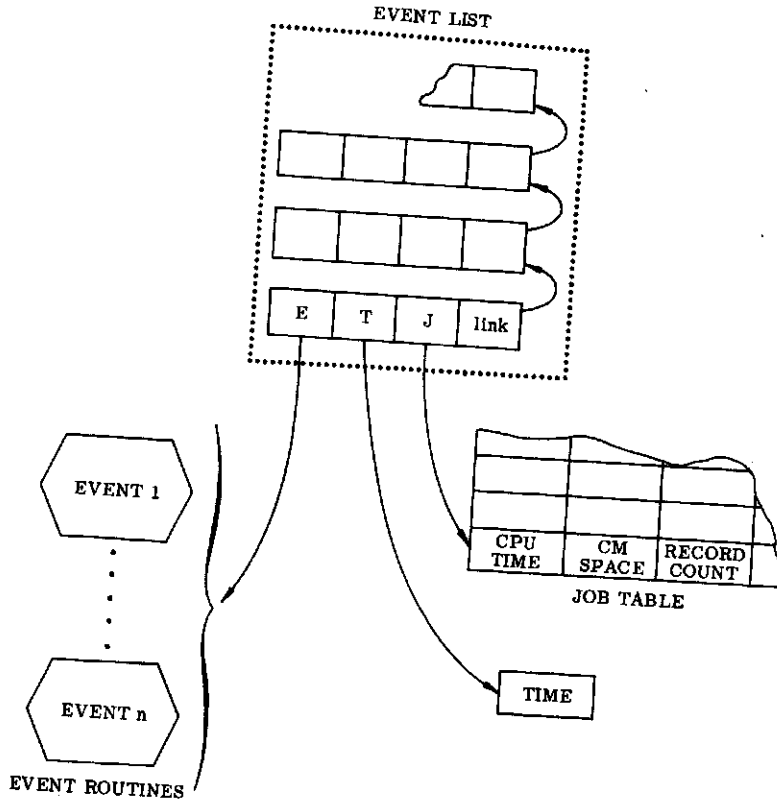 EVENT LIST
E T J link
EVENT 1
EVENT n
EVENT ROUTINES
CPU TIME
CM SPACE
RECORD COUNT
JOB TABLE
TIME